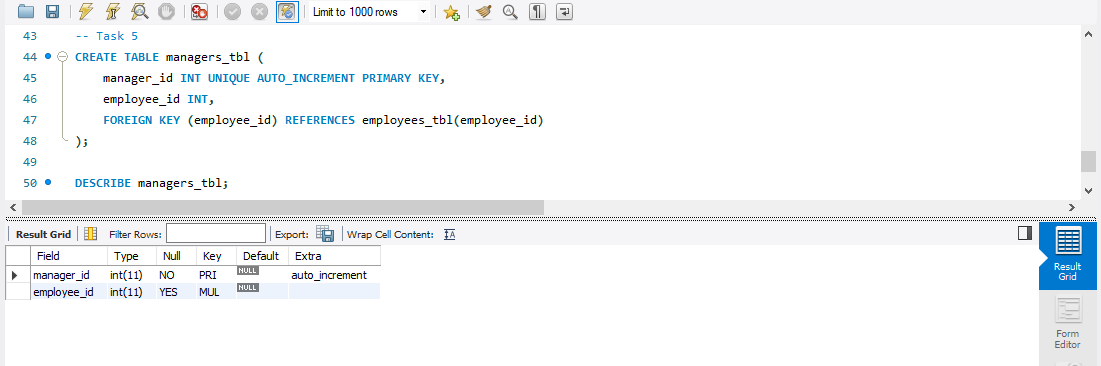 Limit to 1000 rows
43 -- Task 5
44 CREATE TABLE managers_tbl (
45 manager_id INT UNIQUE AUTO_INCREMENT PRIMARY KEY,
46 employee_id INT,
47 FOREIGN KEY (employee_id) REFERENCES employees_tbl(employee_id)
48 );
49
50 DESCRIBE managers_tbl;
Result Grid Filter Rows: Export: Wrap Cell Content: IA
Field Type Null Key Default Extra
manager_id int(11) NO PRI NULL auto_increment
employee_id int(11) YES MUL NULL
Result
Grid
Form
Editor